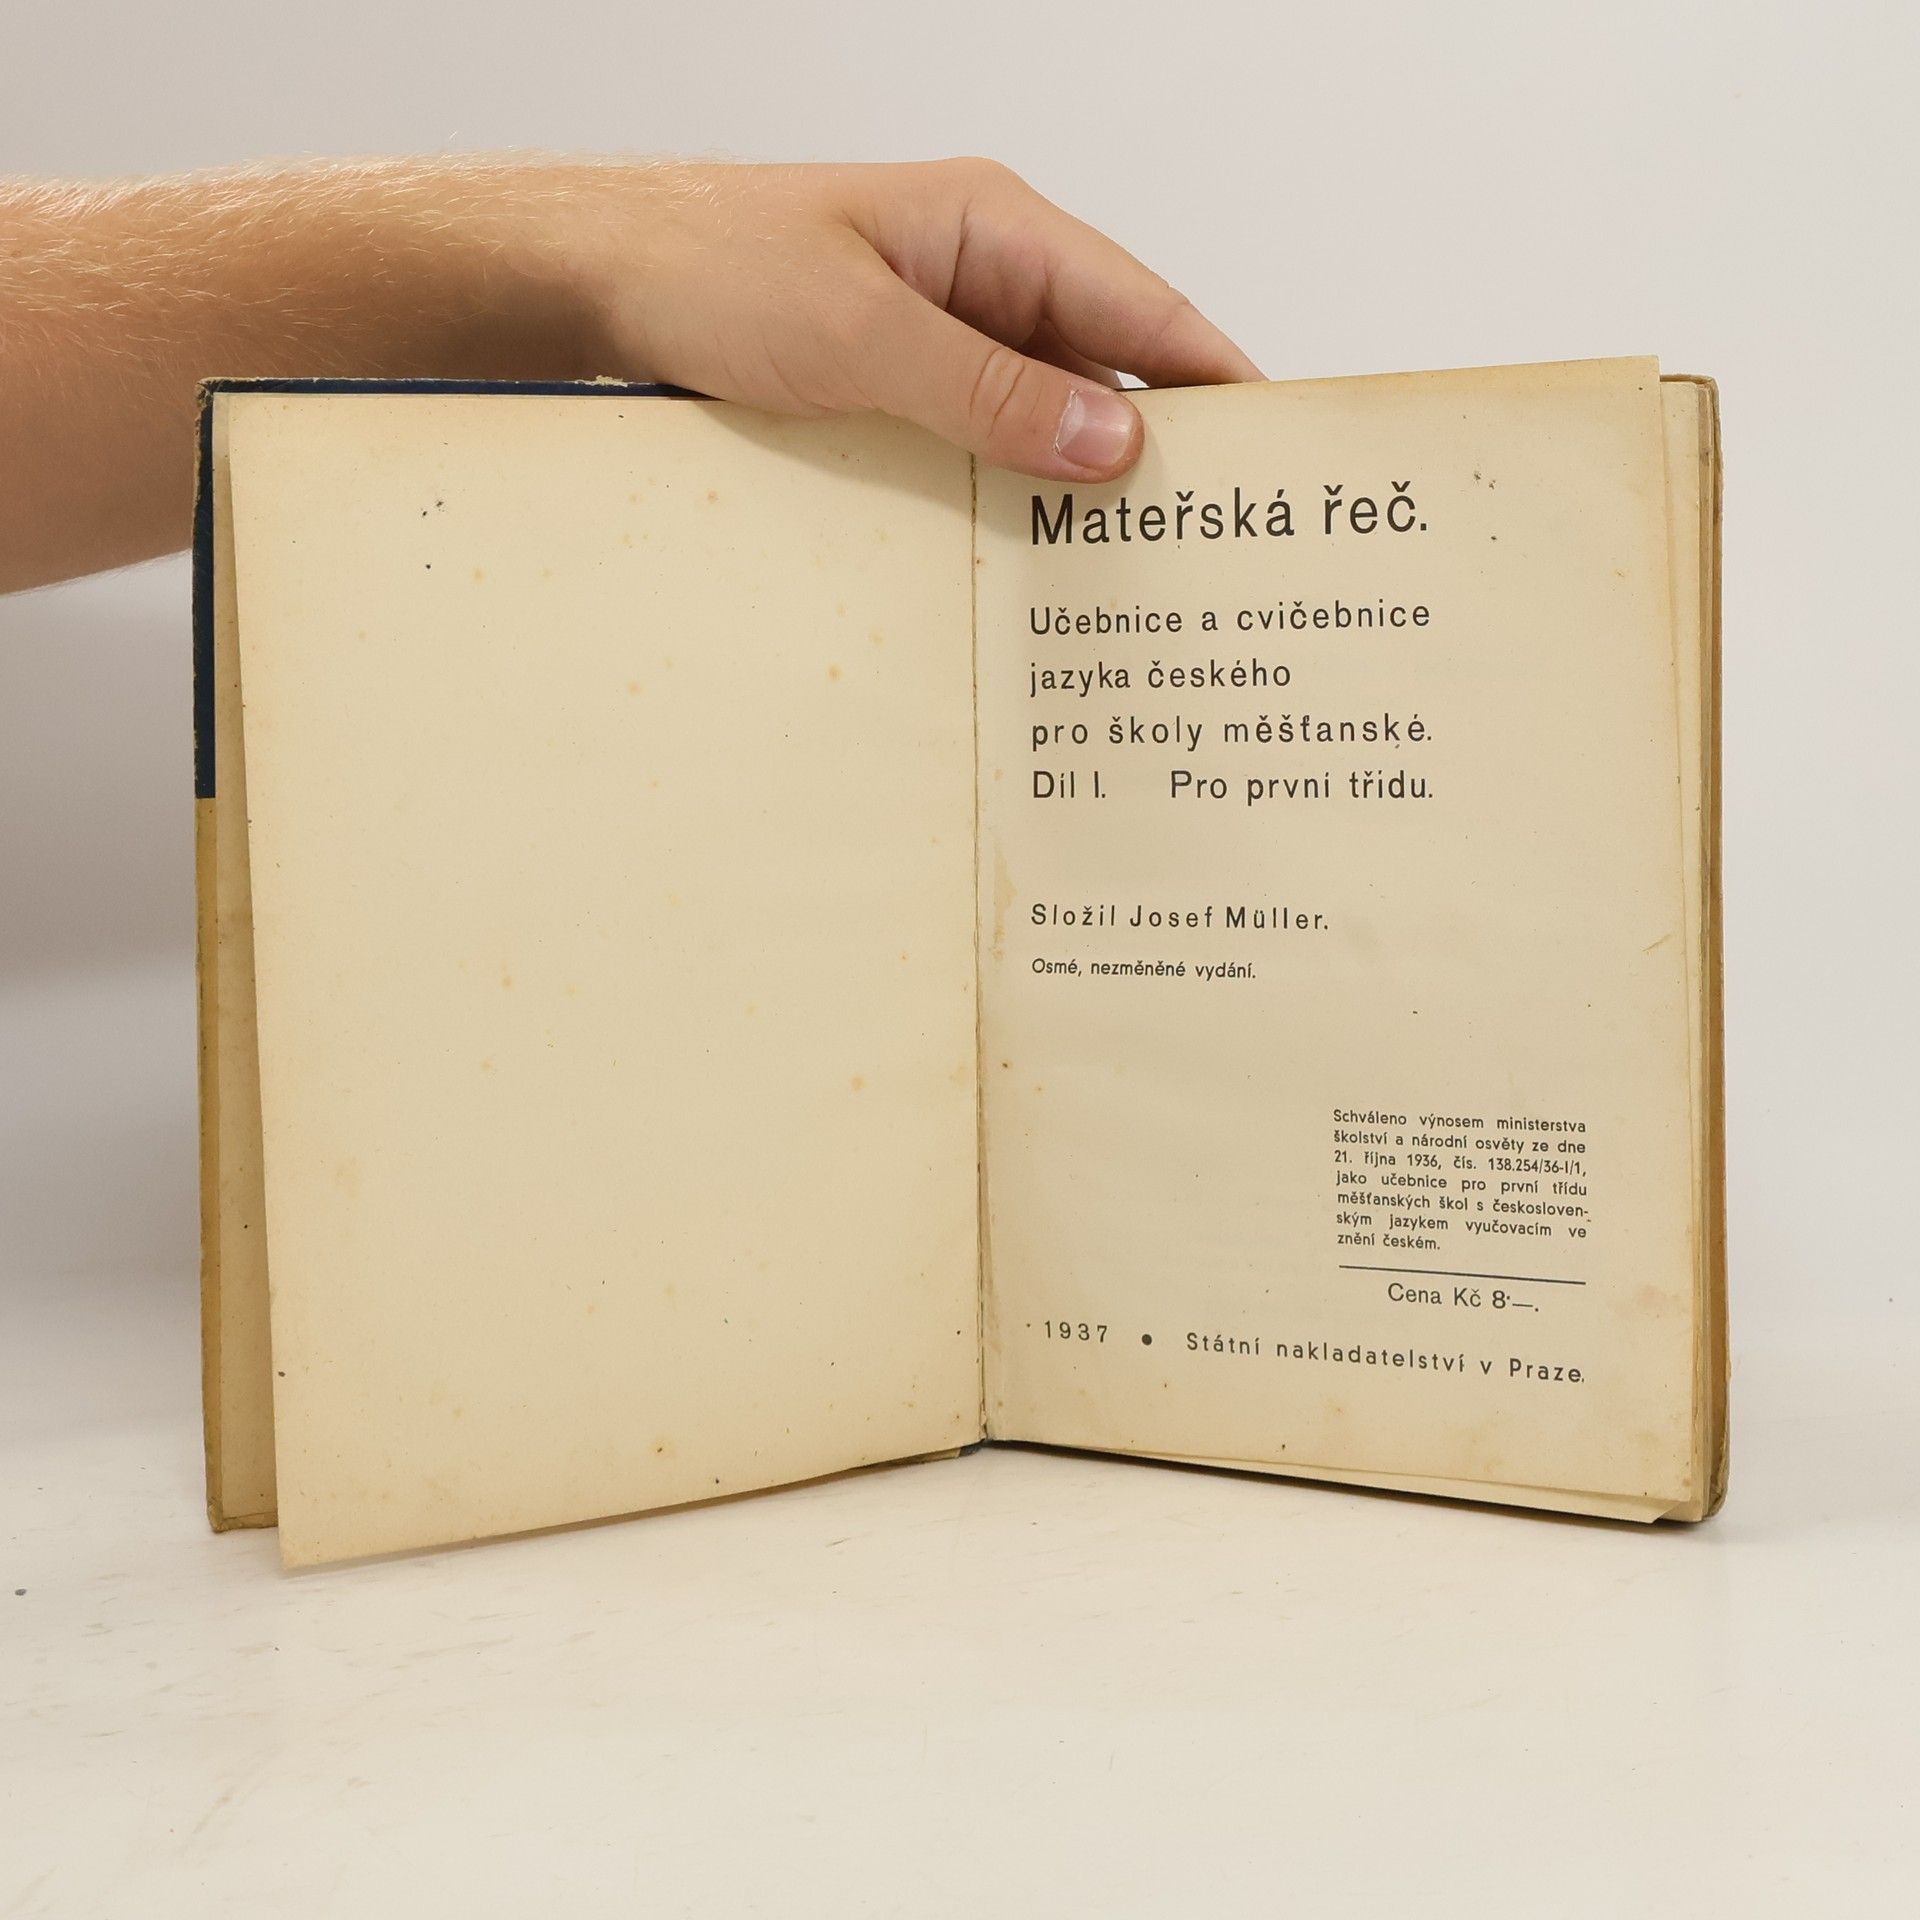 Mateřská řeč.
Učebnice a cvičebnice
jazyka českého
pro školy měšťanské.
Díl I. Pro první třídu.
Složil Josef Müller.
Osmé, nezměněné vydání.
Schváleno výnosem ministerstva
školství a národní osvěty ze dne
21. října 1936, čís. 138.254/36-I/1,
jako učebnice pro první třídu
měšťanských škol s českosloven-
ským jazykem vyučovacím ve
znění českém.
Cena Kč 8·—.
1937 ● Státní nakladatelství v Praze.